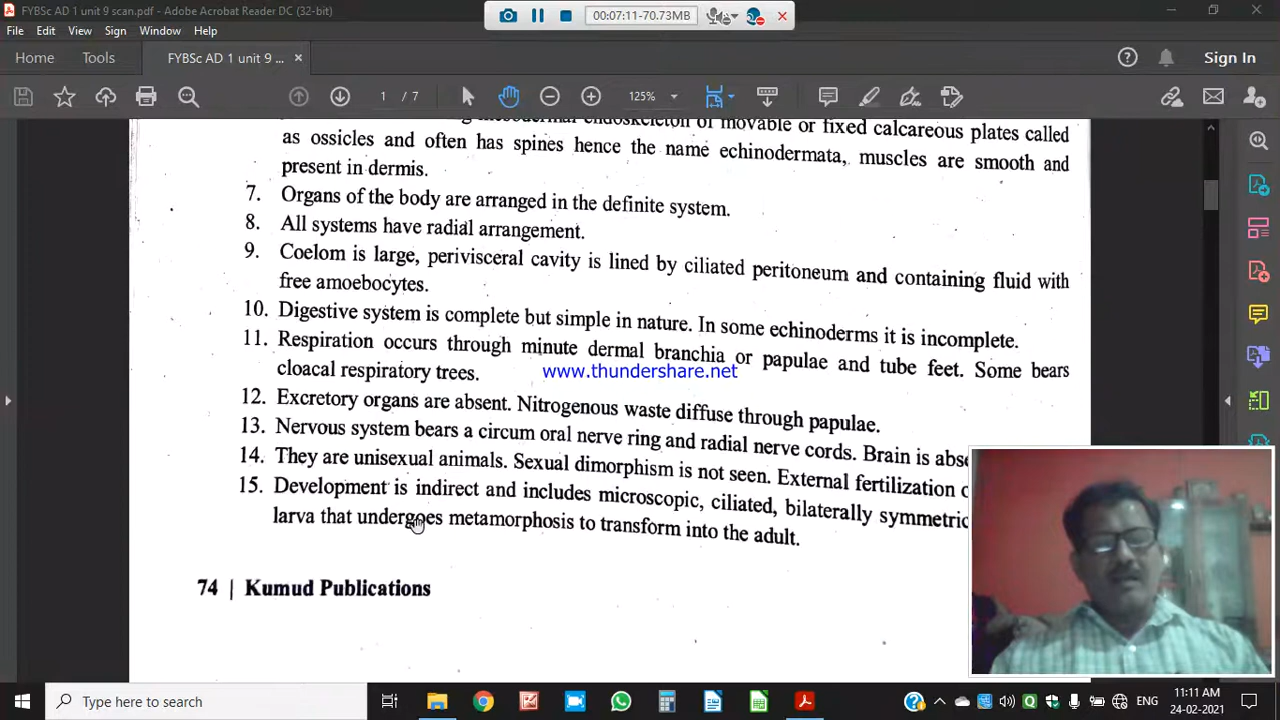 FYBSc AD 1 unit 9 scan.pdf - Adobe Acrobat Reader DC (32-bit)
00:07:11-70.73MB
File Edit View Sign Window Help
Home Tools FYBSc AD 1 unit 9 ... × Sign In
1 / 7 125%
endoskeleton of movable or fixed calcareous plates called
as ossicles and often has spines hence the name echinodermata, muscles are smooth and
present in dermis.
7. Organs of the body are arranged in the definite system.
8. All systems have radial arrangement.
9. Coelom is large, perivisceral cavity is lined by ciliated peritoneum and containing fluid with
free amoebocytes.
10. Digestive system is complete but simple in nature. In some echinoderms it is incomplete.
11. Respiration occurs through minute dermal branchia or papulae and tube feet. Some bears
cloacal respiratory trees.
www.thundershare.net
12. Excretory organs are absent. Nitrogenous waste diffuse through papulae.
13. Nervous system bears a circum oral nerve ring and radial nerve cords. Brain is abse
14. They are unisexual animals. Sexual dimorphism is not seen. External fertilization
15. Development is indirect and includes microscopic, ciliated, bilaterally symmetric
larva that undergoes metamorphosis to transform into the adult.
74 | Kumud Publications
Type here to search
ENG
11:11 AM
24-02-2021